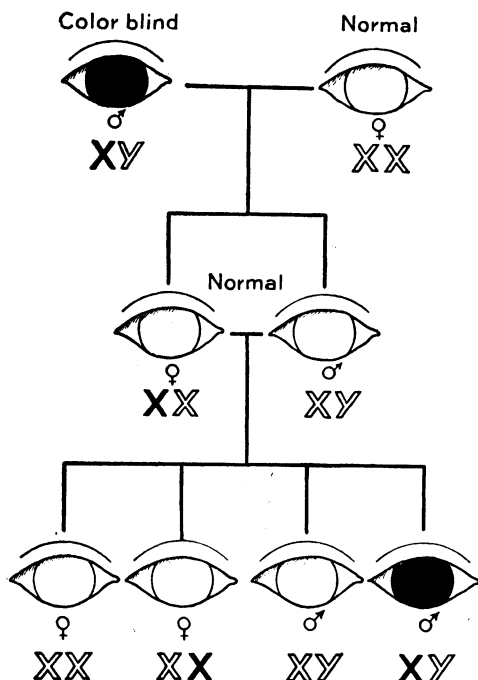 Color blind Normal
♂ ♀
XY XX
Normal
♀ ♂
XX XY
♀ ♀ ♂ ♂
XX XX XY XY